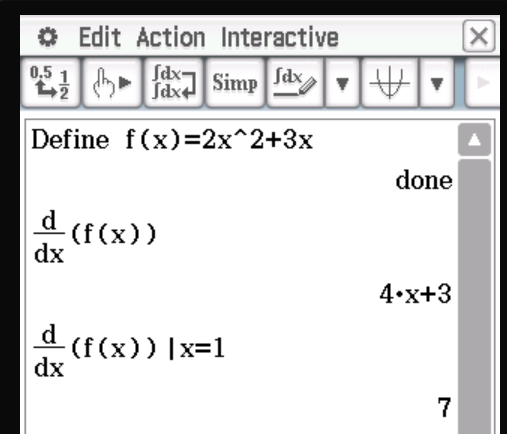 Edit Action Interactive
0.5 1 2 ∫dx ∫dx Simp ∫dx
Define f(x)=2x^2+3x
done
d/dx(f(x))
4·x+3
d/dx(f(x))|x=1
7